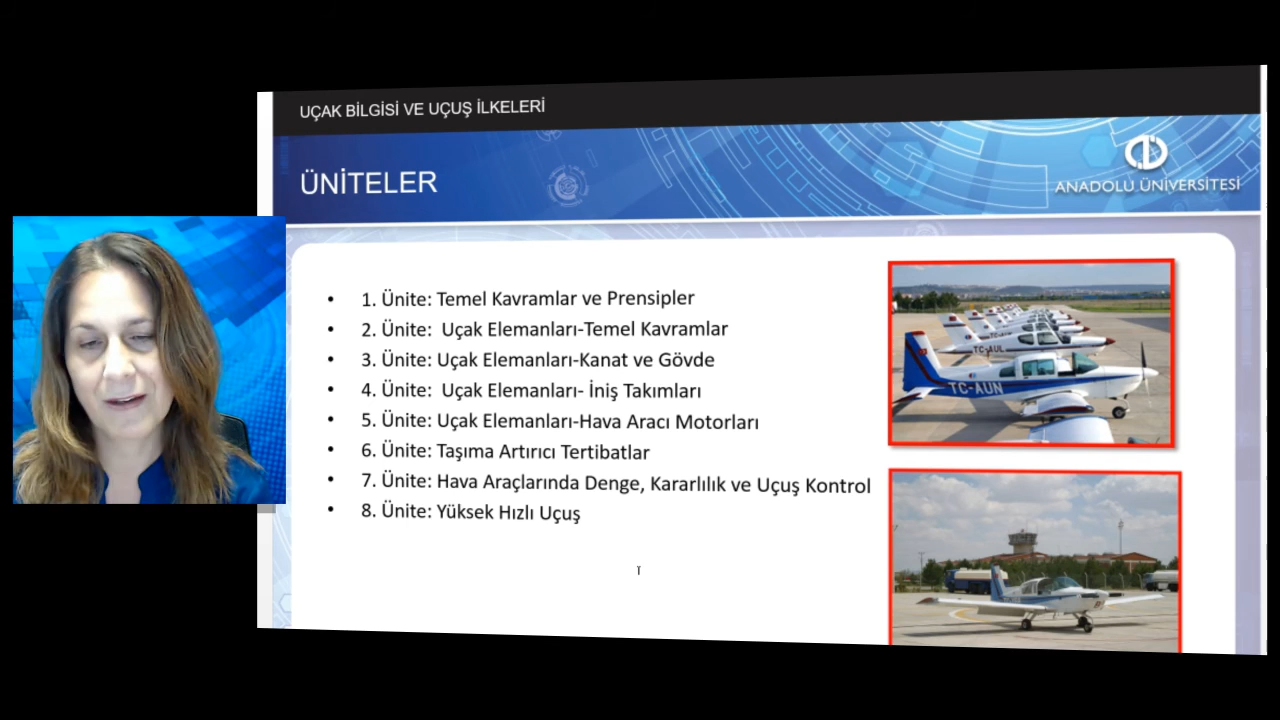 UÇAK BİLGİSİ VE UÇUŞ İLKELERİ
ÜNİTELER
ANADOLU ÜNİVERSİTESİ
• 1. Ünite: Temel Kavramlar ve Prensipler
• 2. Ünite: Uçak Elemanları-Temel Kavramlar
• 3. Ünite: Uçak Elemanları-Kanat ve Gövde
• 4. Ünite: Uçak Elemanları- İniş Takımları
• 5. Ünite: Uçak Elemanları-Hava Aracı Motorları
• 6. Ünite: Taşıma Artırıcı Tertibatlar
• 7. Ünite: Hava Araçlarında Denge, Kararlılık ve Uçuş Kontrol
• 8. Ünite: Yüksek Hızlı Uçuş
TC-AUL
TC-AUN